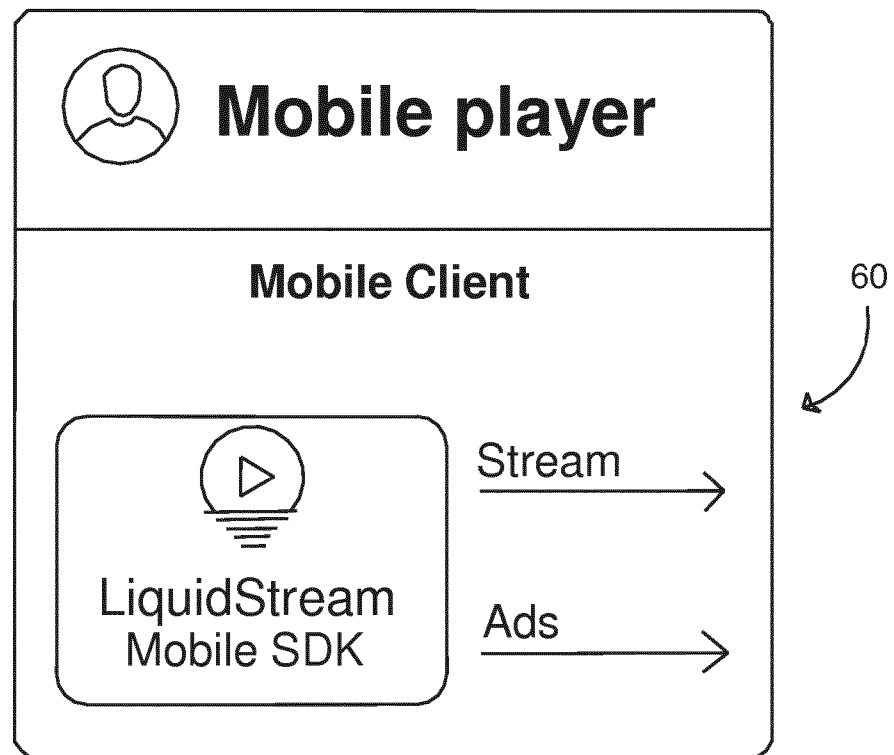 Mobile player
Mobile Client
60
Stream
LiquidStream
Mobile SDK
Ads